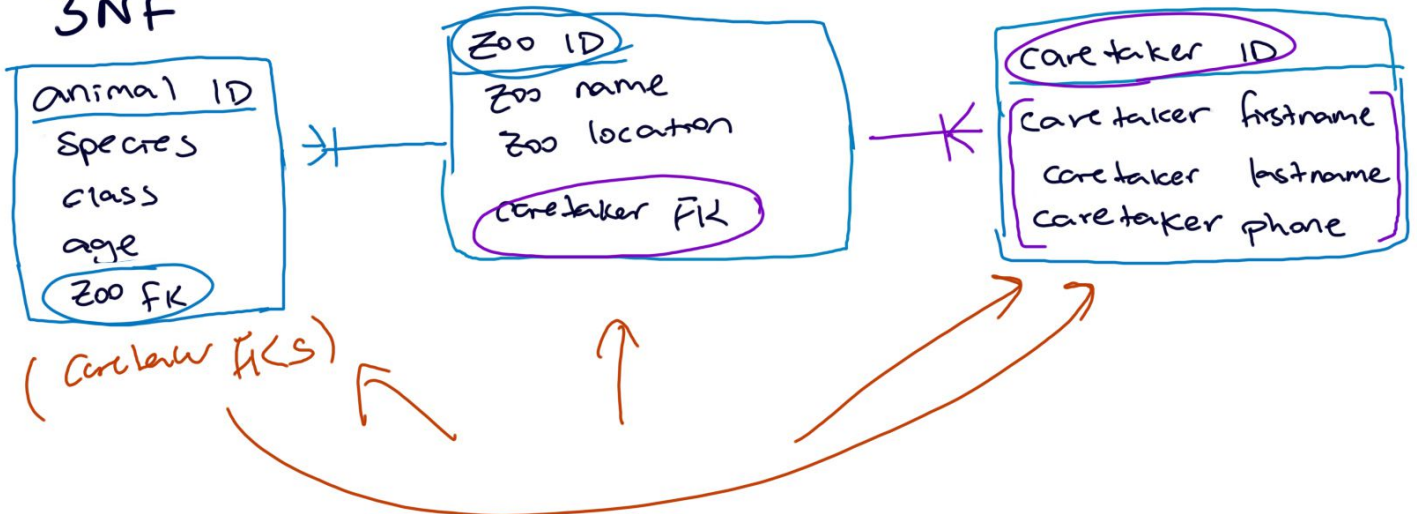 3NF
animal ID
species
class
age
Zoo FK
(Caretaker FKs)
Zoo ID
Zoo name
Zoo location
caretaker FK
caretaker ID
caretaker firstname
caretaker lastname
caretaker phone